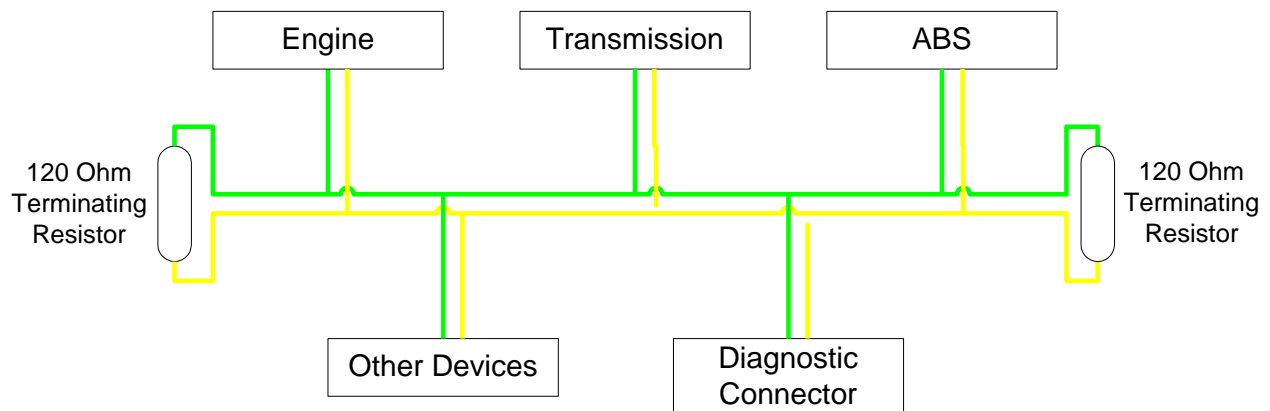 Engine
Transmission
ABS
120 Ohm
Terminating
Resistor
120 Ohm
Terminating
Resistor
Other Devices
Diagnostic
Connector